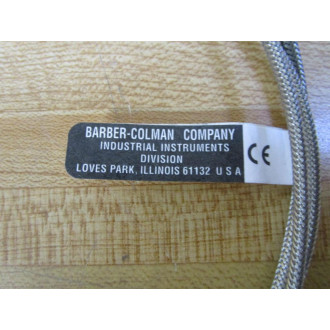 BARBER-COLMAN COMPANY
INDUSTRIAL INSTRUMENTS
DIVISION
LOVES PARK, ILLINOIS 61132 U S A
CE